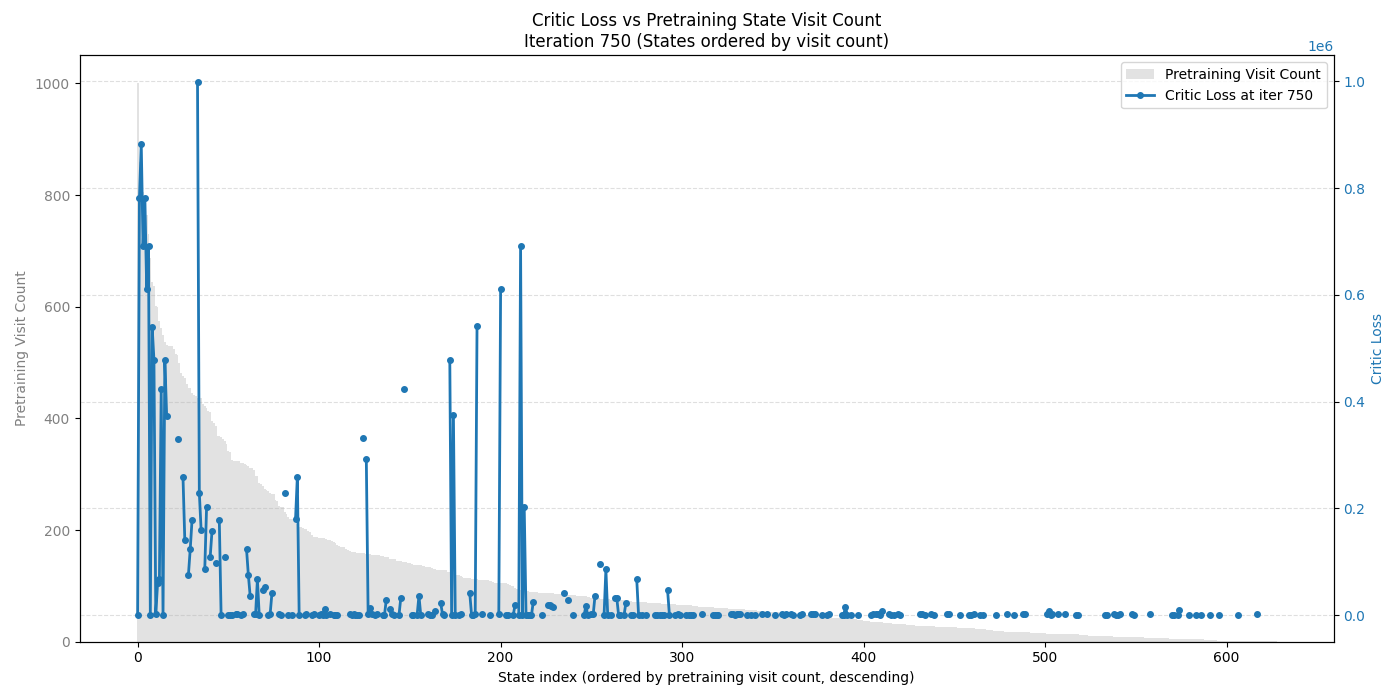 Critic Loss vs Pretraining State Visit Count
Iteration 750 (States ordered by visit count)
1e6
Pretraining Visit Count
Critic Loss at iter 750
1000
800
600
400
200
0
Pretraining Visit Count
1.0
0.8
0.6
0.4
0.2
0.0
Critic Loss
0 100 200 300 400 500 600
State index (ordered by pretraining visit count, descending)